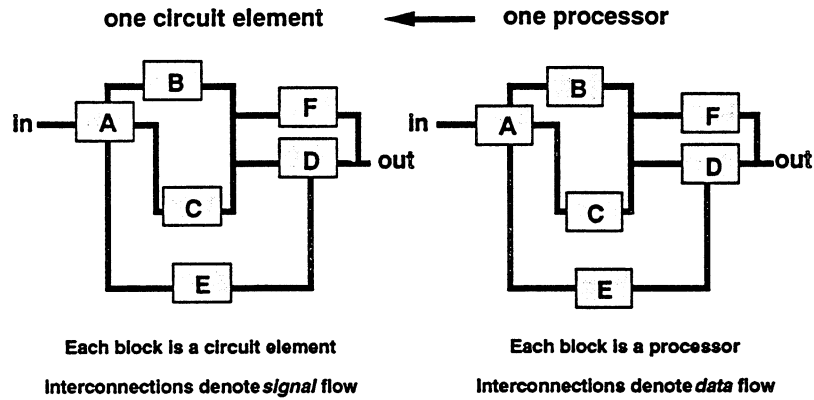 one circuit element
one processor
B
F
in
A
D
out
C
E
B
F
in
A
D
out
C
E
Each block is a circuit element
Interconnections denote signal flow
Each block is a processor
Interconnections denote data flow